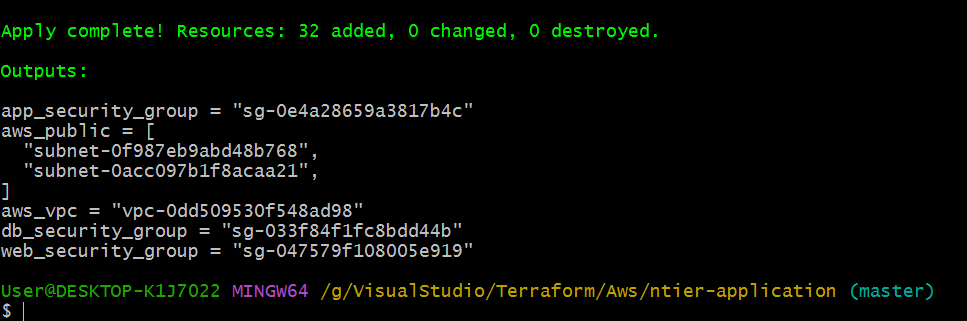 Apply complete! Resources: 32 added, 0 changed, 0 destroyed.
Outputs:
app_security_group = "sg-0e4a28659a3817b4c"
aws_public = [
  "subnet-0f987eb9abd48b768",
  "subnet-0acc097b1f8acaa21",
]
aws_vpc = "vpc-0dd509530f548ad98"
db_security_group = "sg-033f84f1fc8bdd44b"
web_security_group = "sg-047579f108005e919"
User@DESKTOP-K1J7O22 MINGW64 /g/VisualStudio/Terraform/Aws/ntier-application (master)
$